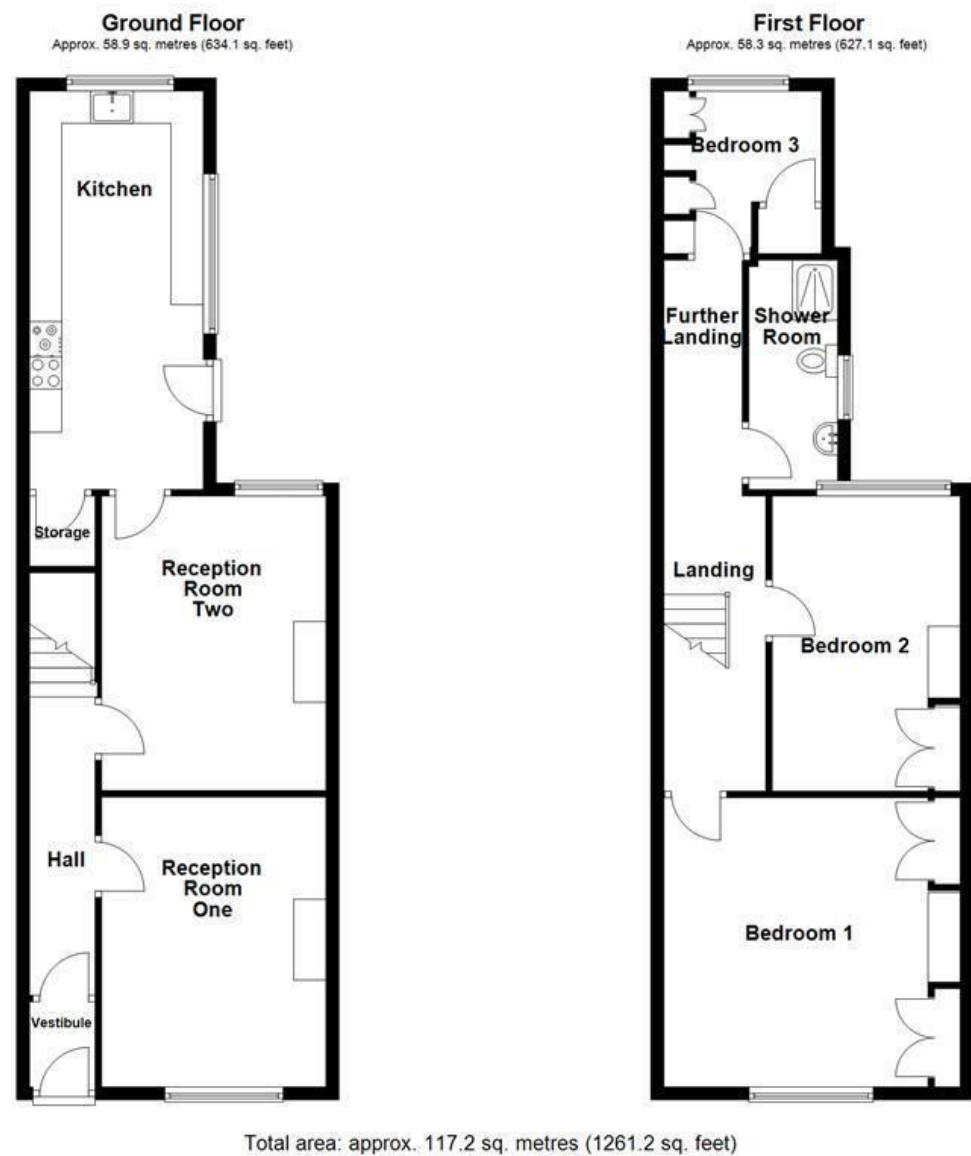 Ground Floor
Approx. 58.9 sq. metres (634.1 sq. feet)
Kitchen
Storage
Reception
Room
Two
Hall
Reception
Room
One
Vestibule
First Floor
Approx. 58.3 sq. metres (627.1 sq. feet)
Bedroom 3
Further
Landing
Shower
Room
Landing
Bedroom 2
Bedroom 1
Total area: approx. 117.2 sq. metres (1261.2 sq. feet)